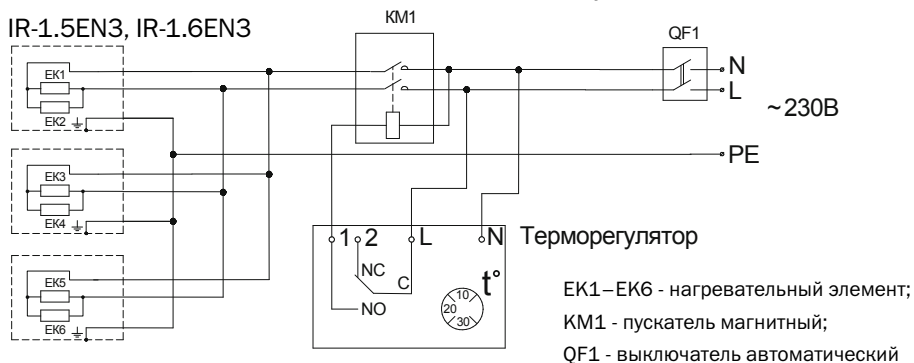 IR-1.5EN3, IR-1.6EN3
KM1
QF1
EK1
EK2
N
L
~230В
PE
EK3
EK4
EK5
EK6
1 2 L N
Терморегулятор
NC
C
NO
t°
10
20
30
EK1–EK6 - нагревательный элемент;
KM1 - пускатель магнитный;
QF1 - выключатель автоматический